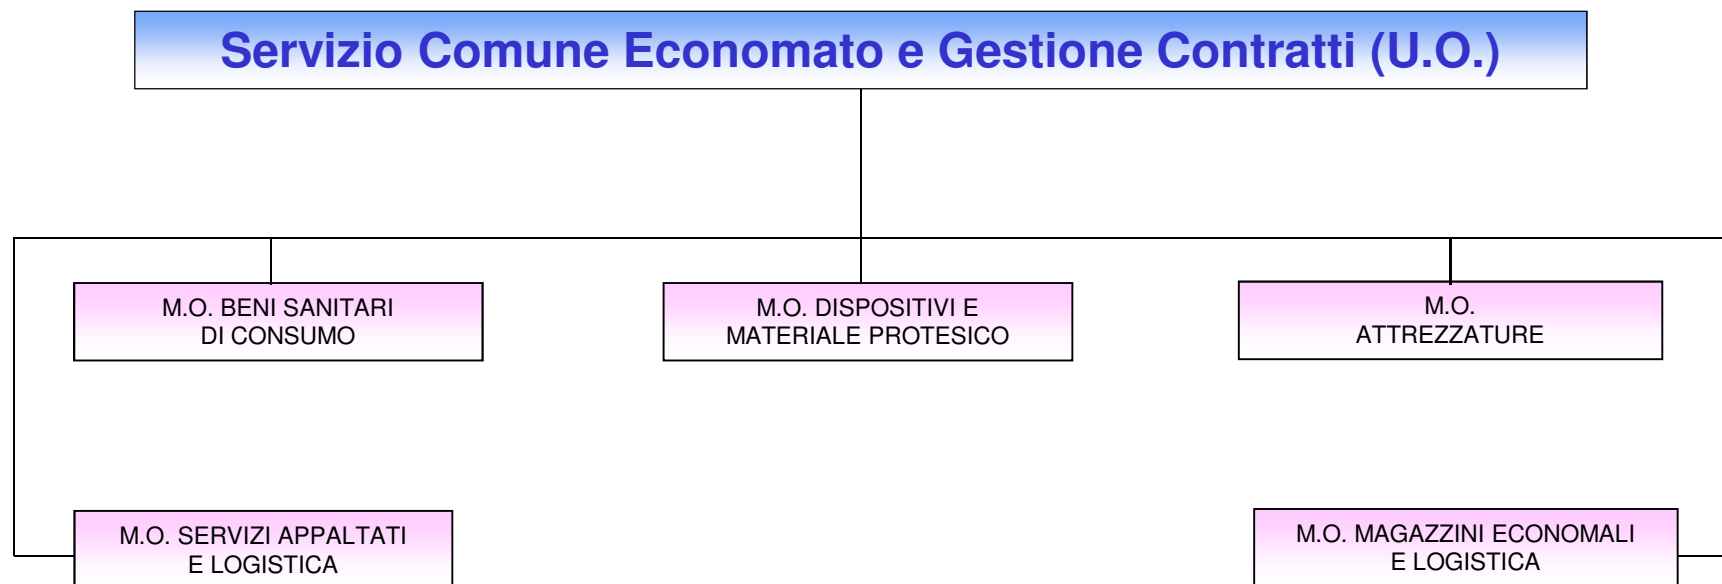 Servizio Comune Economato e Gestione Contratti (U.O.)
M.O. BENI SANITARI
DI CONSUMO
M.O. DISPOSITIVI E
MATERIALE PROTESICO
M.O.
ATTREZZATURE
M.O. SERVIZI APPALTATI
E LOGISTICA
M.O. MAGAZZINI ECONOMALI
E LOGISTICA